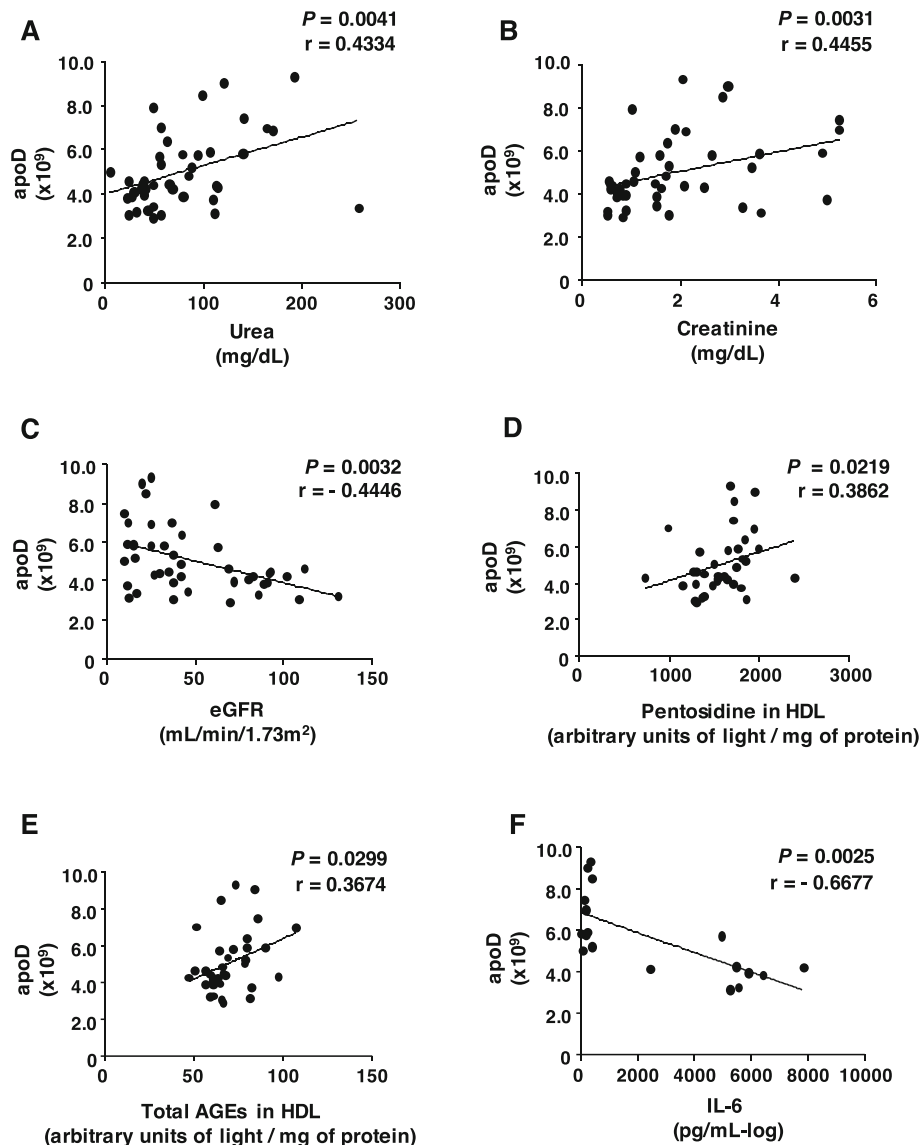 A
P = 0.0041
r = 0.4334
10.0
8.0
6.0
4.0
2.0
0
apoD
(x10⁹)
0 100 200 300
Urea
(mg/dL)
B
P = 0.0031
r = 0.4455
10.0
8.0
6.0
4.0
2.0
0
apoD
(x10⁹)
0 2 4 6
Creatinine
(mg/dL)
C
P = 0.0032
r = - 0.4446
10.0
8.0
6.0
4.0
2.0
0
apoD
(x10⁹)
0 50 100 150
eGFR
(mL/min/1.73m²)
D
P = 0.0219
r = 0.3862
10.0
8.0
6.0
4.0
2.0
0
apoD
(x10⁹)
0 1000 2000 3000
Pentosidine in HDL
(arbitrary units of light / mg of protein)
E
P = 0.0299
r = 0.3674
10.0
8.0
6.0
4.0
2.0
0
apoD
(x10⁹)
0 50 100 150
Total AGEs in HDL
(arbitrary units of light / mg of protein)
F
P = 0.0025
r = - 0.6677
10.0
8.0
6.0
4.0
2.0
0
apoD
(x10⁹)
0 2000 4000 6000 8000 10000
IL-6
(pg/mL-log)